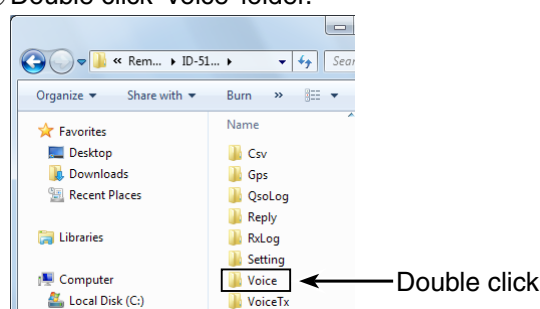 Double click "Voice" folder.
« Rem... ▸ ID-51... ▸
Sear
Organize ▼ Share with ▼ Burn »
Favorites
Desktop
Downloads
Recent Places
Libraries
Computer
Local Disk (C:)
Name
Csv
Gps
QsoLog
Reply
RxLog
Setting
Voice
VoiceTx
Double click